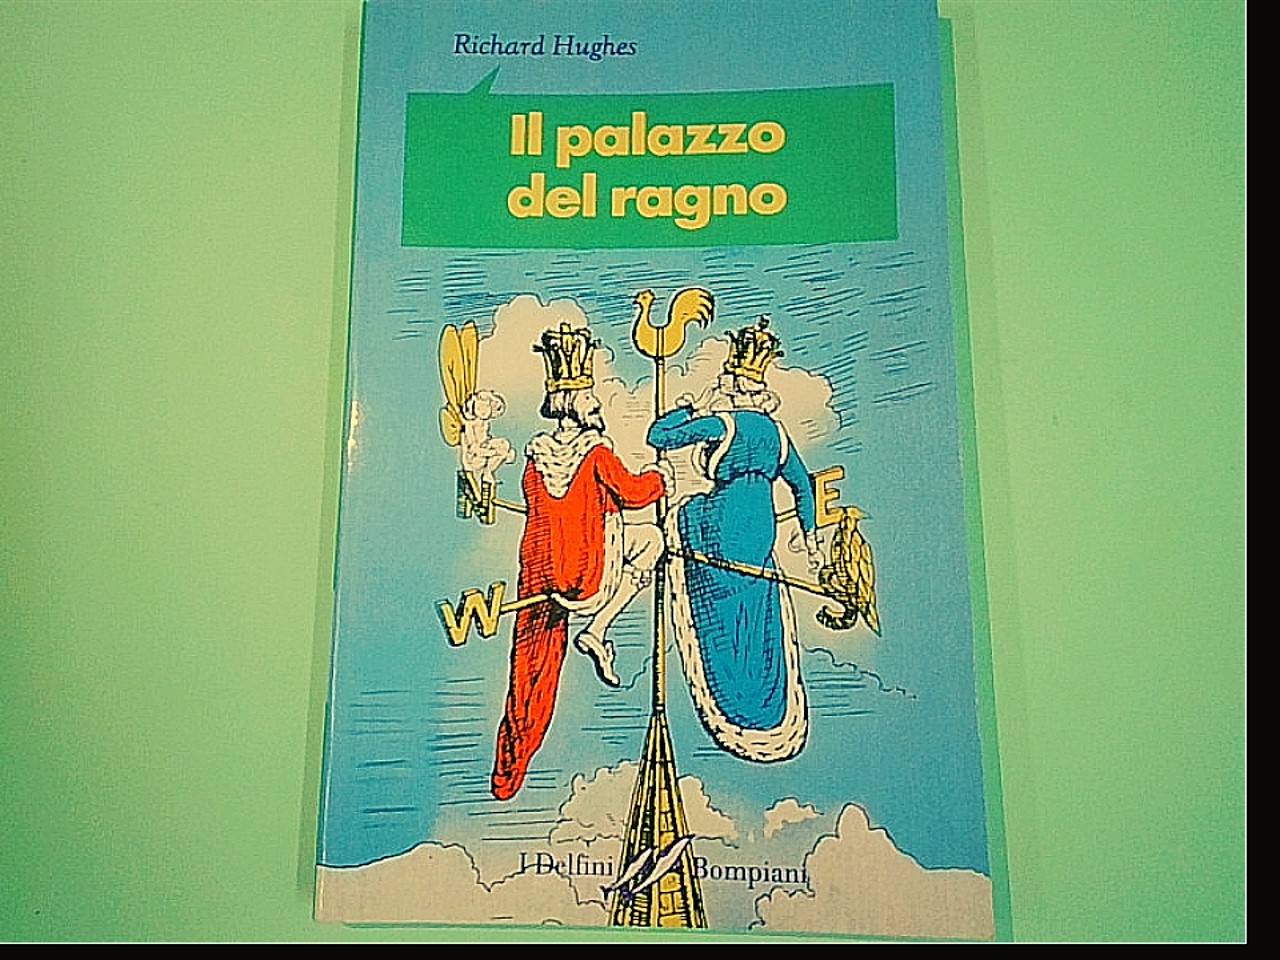 Richard Hughes
Il palazzo
del ragno
N
E
W
S
I Delfini Bompiani